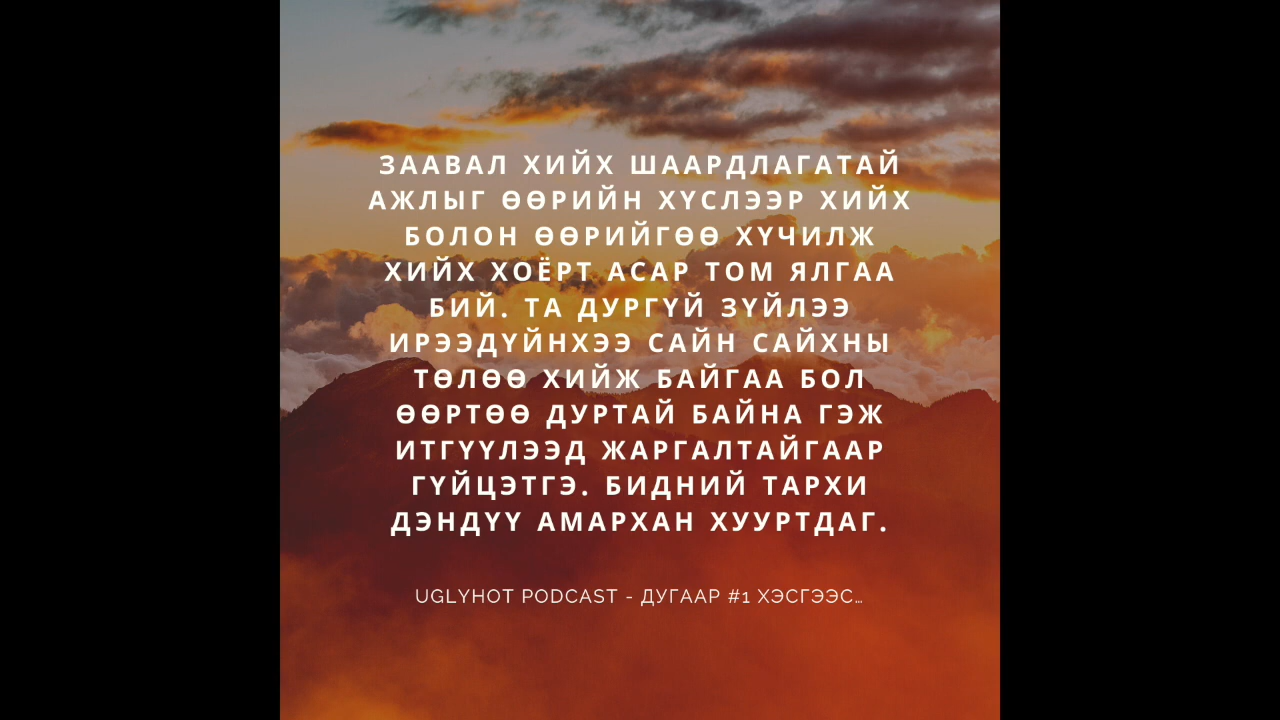 ЗААВАЛ ХИЙХ ШААРДЛАГАТАЙ
АЖЛЫГ ӨӨРИЙН ХҮСЛЭЭР ХИЙХ
БОЛОН ӨӨРИЙГӨӨ ХҮЧИЛЖ
ХИЙХ ХОЁРТ АСАР ТОМ ЯЛГАА
БИЙ. ТА ДУРГҮЙ ЗҮЙЛЭЭ
ИРЭЭДҮЙНХЭЭ САЙН САЙХНЫ
ТӨЛӨӨ ХИЙЖ БАЙГАА БОЛ
ӨӨРТӨӨ ДУРТАЙ БАЙНА ГЭЖ
ИТГҮҮЛЭЭД ЖАРГАЛТАЙГААР
ГҮЙЦЭТГЭ. БИДНИЙ ТАРХИ
ДЭНДҮҮ АМАРХАН ХУУРТДАГ.
UGLYHOT PODCAST - ДУГААР #1 ХЭСГЭЭС…